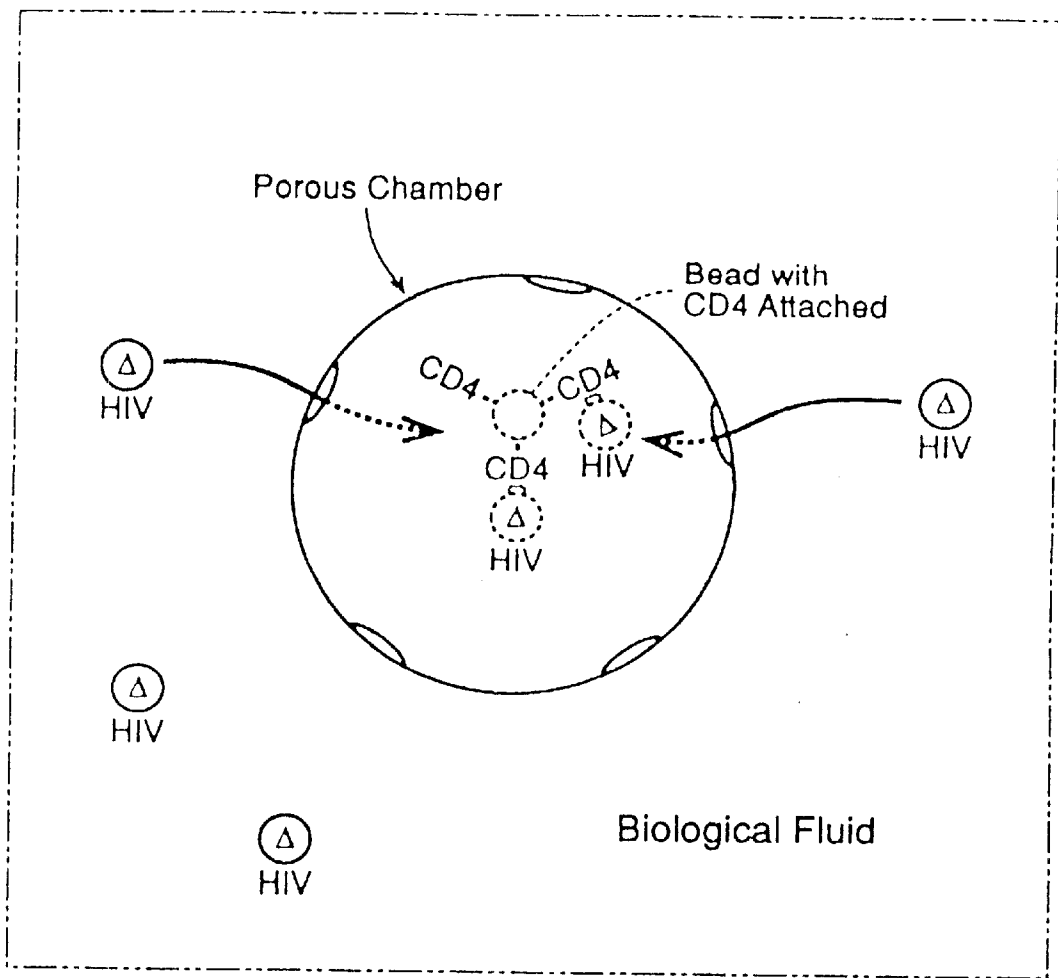 Porous Chamber
Bead with
CD4 Attached
Δ
HIV
CD4
CD4
Δ
HIV
Δ
HIV
CD4
Δ
HIV
Δ
HIV
Δ
HIV
Biological Fluid